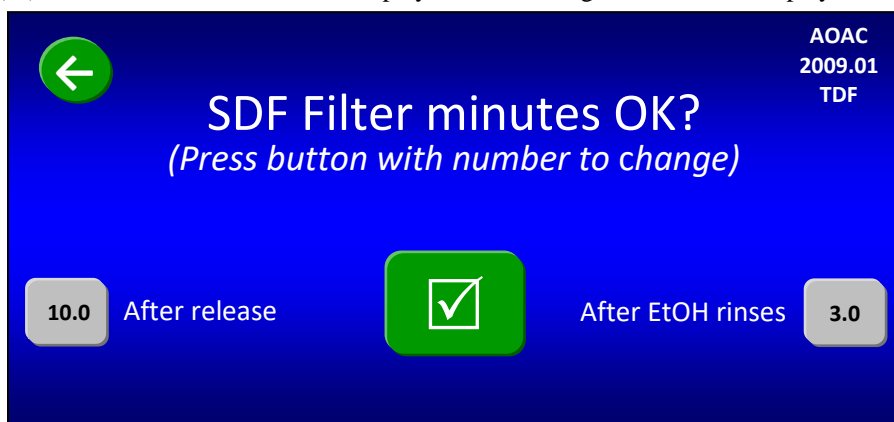 AOAC
2009.01
TDF
SDF Filter minutes OK?
(Press button with number to change)
10.0 After release
After EtOH rinses 3.0